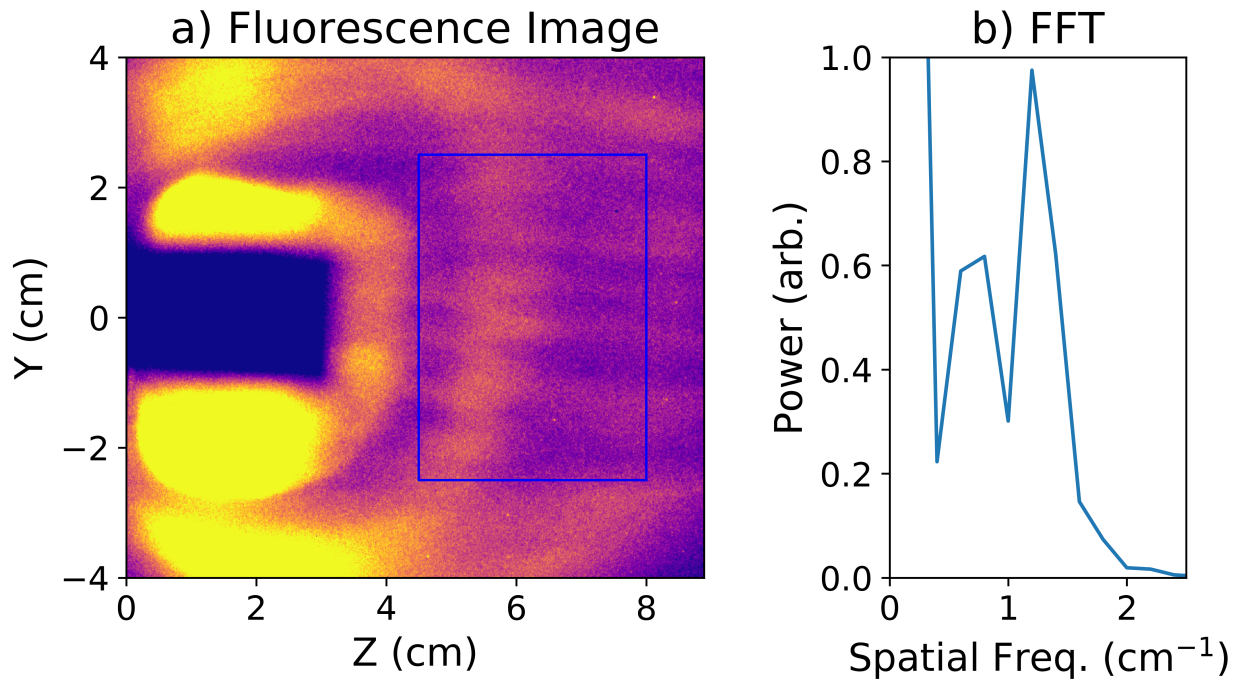 a) Fluorescence Image
4
2
0
−2
−4
Y (cm)
0 2 4 6 8
Z (cm)
b) FFT
1.0
0.8
0.6
0.4
0.2
0.0
Power (arb.)
0 1 2
Spatial Freq. (cm⁻¹)